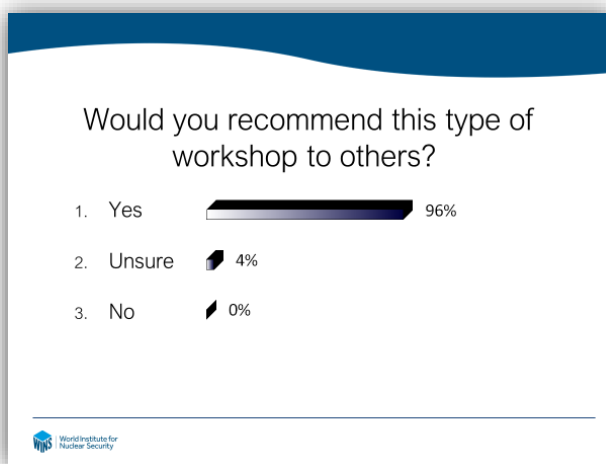 Would you recommend this type of
workshop to others?
1. Yes 96%
2. Unsure 4%
3. No 0%
WINS World Institute for
Nuclear Security